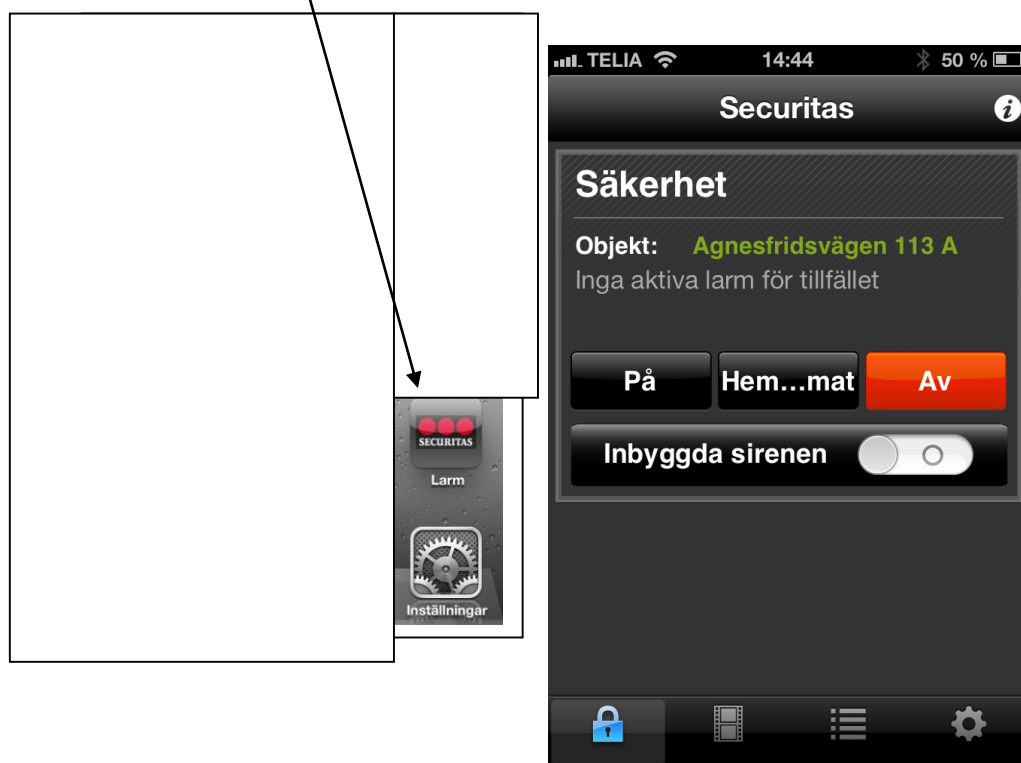 SECURITAS
Larm
Inställningar
TELIA 14:44 50 %
Securitas
Säkerhet
Objekt: Agnesfridsvägen 113 A
Inga aktiva larm för tillfället
På Hem...mat Av
Inbyggda sirenen